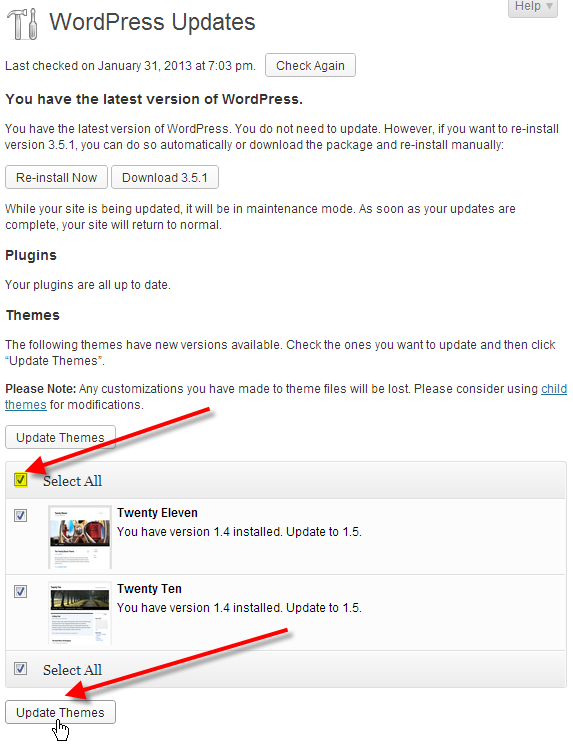 Help
WordPress Updates
Last checked on January 31, 2013 at 7:03 pm. Check Again
You have the latest version of WordPress.
You have the latest version of WordPress. You do not need to update. However, if you want to re-install
version 3.5.1, you can do so automatically or download the package and re-install manually:
Re-install Now Download 3.5.1
While your site is being updated, it will be in maintenance mode. As soon as your updates are
complete, your site will return to normal.
Plugins
Your plugins are all up to date.
Themes
The following themes have new versions available. Check the ones you want to update and then click
“Update Themes”.
Please Note: Any customizations you have made to theme files will be lost. Please consider using child
themes for modifications.
Update Themes
Select All
Twenty Eleven
You have version 1.4 installed. Update to 1.5.
Twenty Ten
You have version 1.4 installed. Update to 1.5.
Select All
Update Themes